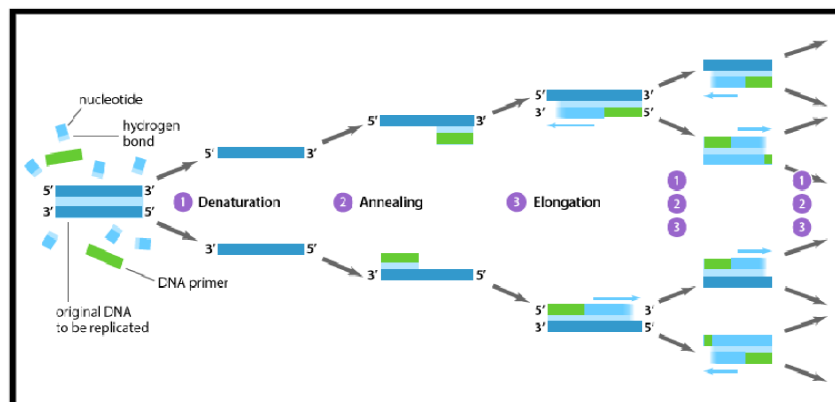 nucleotide
hydrogen
bond
5′ 3′
3′ 5′
DNA primer
original DNA
to be replicated
5′ 3′
1 Denaturation
3′ 5′
5′ 3′
2 Annealing
3′ 5′
5′ 3′
3′ 5′
3 Elongation
5′ 3′
3′ 5′
1
2
3
1
2
3